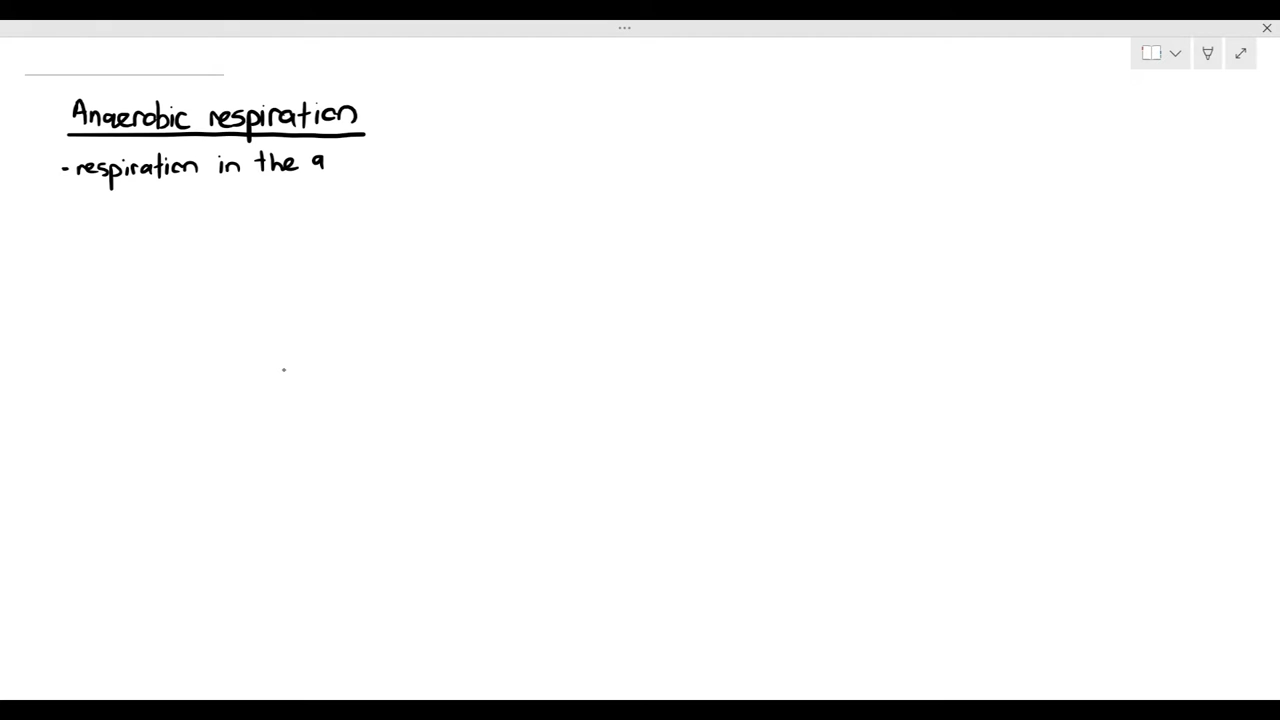 Anaerobic respiration
- respiration in the a